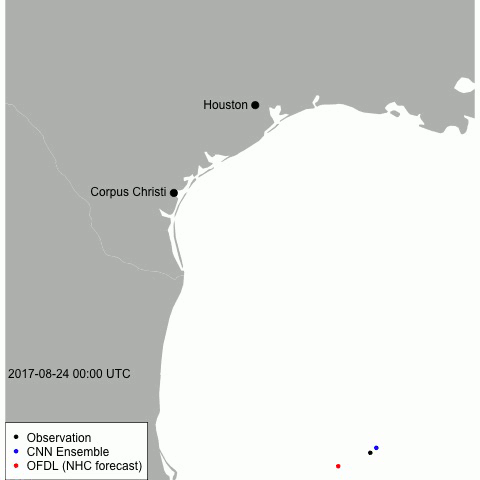 Houston
Corpus Christi
2017-08-24 00:00 UTC
Observation
CNN Ensemble
OFDL (NHC forecast)